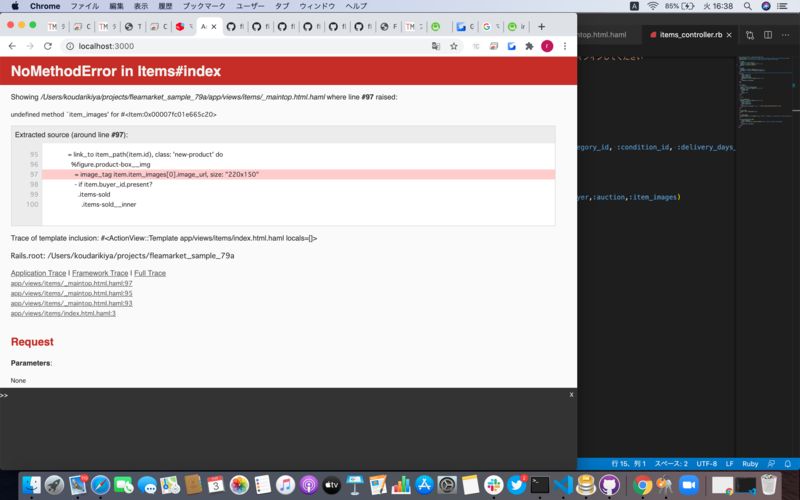 Chrome ファイル 編集 表示 履歴 ブックマーク ユーザー タブ ウィンドウ ヘルプ
A 85% 火 16:38
localhost:3000
r
ntop.html.haml items_controller.rb
NoMethodError in Items#index
Showing /Users/koudarikiya/projects/fleamarket_sample_79a/app/views/items/_maintop.html.haml where line #97 raised:
undefined method `item_images' for #<Item:0x00007fc01e665c20>
Extracted source (around line #97):
95 = link_to item_path(item.id), class: "new-product" do
96 %figure.product-box__img
97 = image_tag item.item_images[0].image_url, size: "220x150"
98 - if item.buyer_id.present?
99 .items-sold
100 .items-sold__inner
egory_id, :condition_id, :delivery_days_
yer,:auction,:item_images)
Trace of template inclusion: #<ActionView::Template app/views/items/index.html.haml locals=[]>
Rails.root: /Users/koudarikiya/projects/fleamarket_sample_79a
Application Trace | Framework Trace | Full Trace
app/views/items/_maintop.html.haml:97
app/views/items/_maintop.html.haml:95
app/views/items/_maintop.html.haml:93
app/views/items/index.html.haml:3
Request
Parameters:
None
>> x
行 15、列 1 スペース: 2 UTF-8 LF Ruby